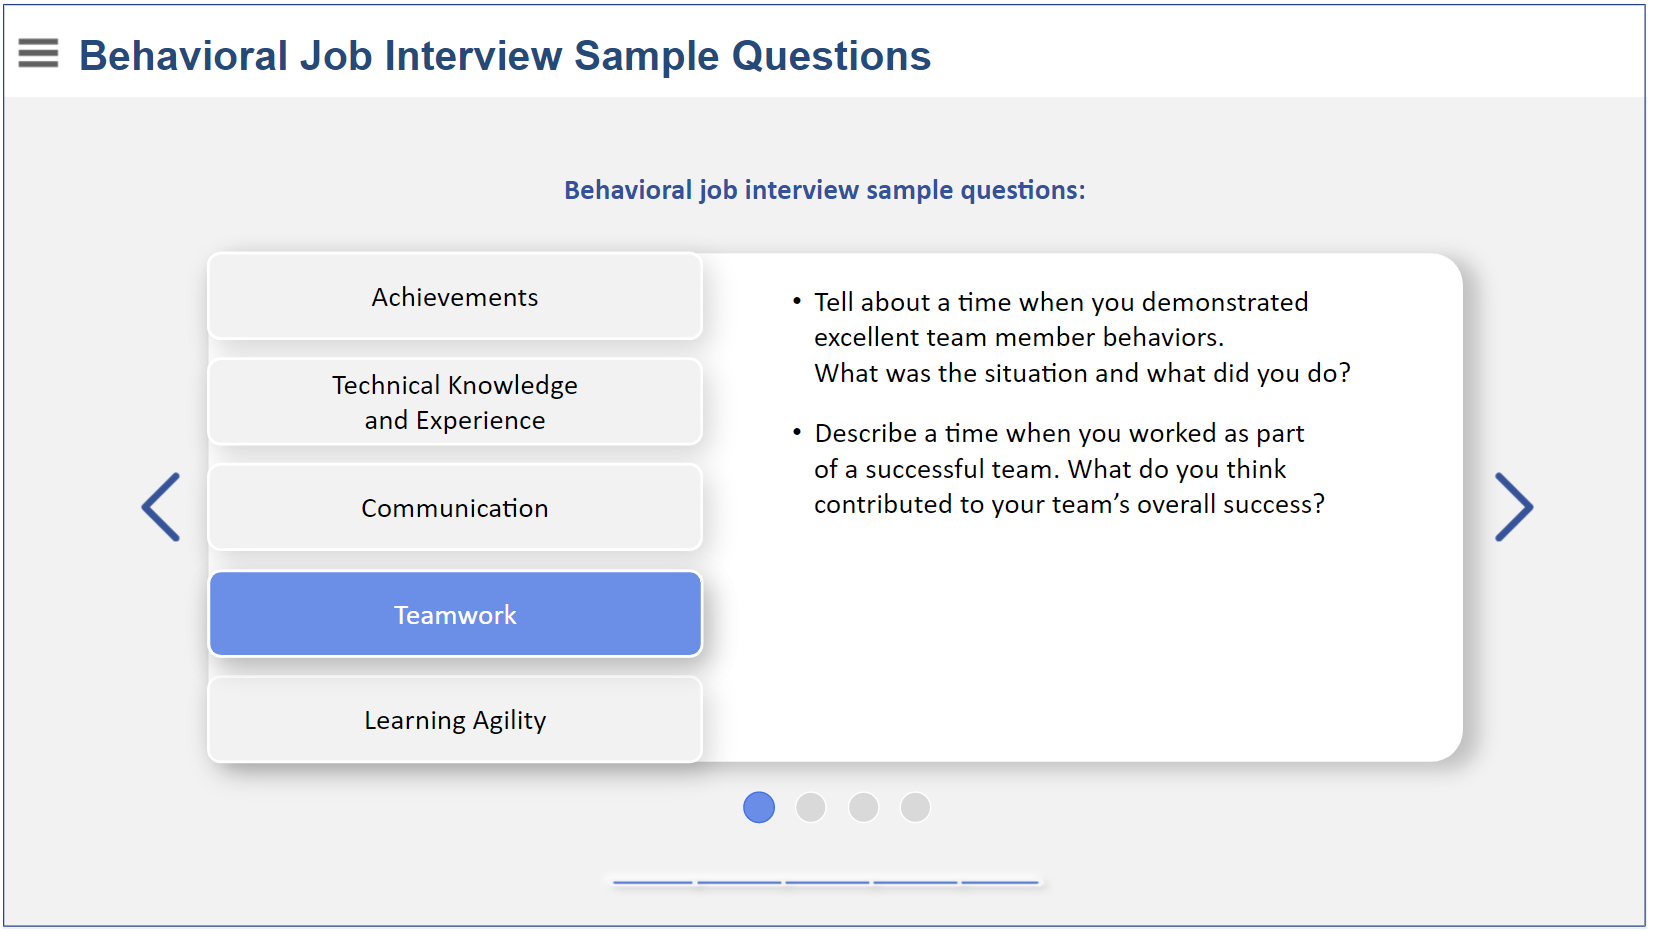 Behavioral Job Interview Sample Questions
Behavioral job interview sample questions:
Achievements
Technical Knowledge
and Experience
Communication
Teamwork
Learning Agility
• Tell about a time when you demonstrated
excellent team member behaviors.
What was the situation and what did you do?
• Describe a time when you worked as part
of a successful team. What do you think
contributed to your team’s overall success?